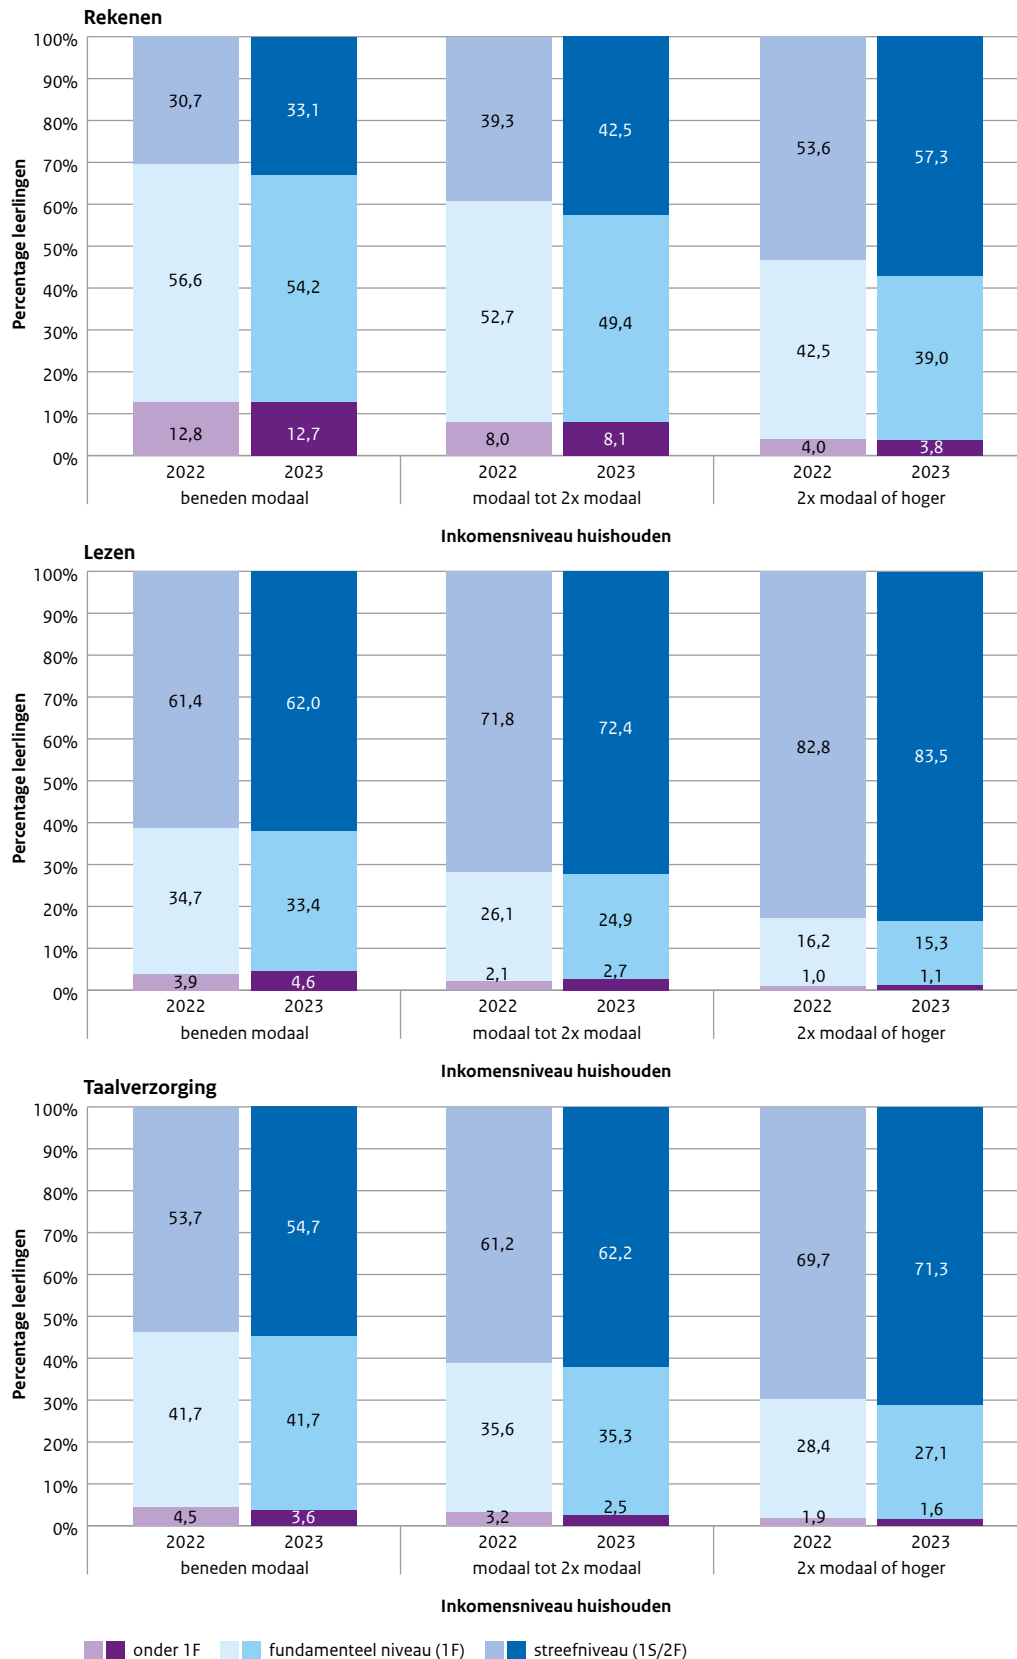 Rekenen
100%
90%
80%
70%
60%
50%
40%
30%
20%
10%
0%
Percentage leerlingen
30,7 33,1 39,3 42,5 53,6 57,3
56,6 54,2 52,7 49,4 42,5 39,0
12,8 12,7 8,0 8,1 4,0 3,8
2022 2023 2022 2023 2022 2023
beneden modaal modaal tot 2x modaal 2x modaal of hoger
Inkomensniveau huishouden
Lezen
100%
90%
80%
70%
60%
50%
40%
30%
20%
10%
0%
Percentage leerlingen
61,4 62,0 71,8 72,4 82,8 83,5
34,7 33,4 26,1 24,9 16,2 15,3
3,9 4,6 2,1 2,7 1,0 1,1
2022 2023 2022 2023 2022 2023
beneden modaal modaal tot 2x modaal 2x modaal of hoger
Inkomensniveau huishouden
Taalverzorging
100%
90%
80%
70%
60%
50%
40%
30%
20%
10%
0%
Percentage leerlingen
53,7 54,7 61,2 62,2 69,7 71,3
41,7 41,7 35,6 35,3 28,4 27,1
4,5 3,6 3,2 2,5 1,9 1,6
2022 2023 2022 2023 2022 2023
beneden modaal modaal tot 2x modaal 2x modaal of hoger
Inkomensniveau huishouden
onder 1F fundamenteel niveau (1F) streefniveau (1S/2F)